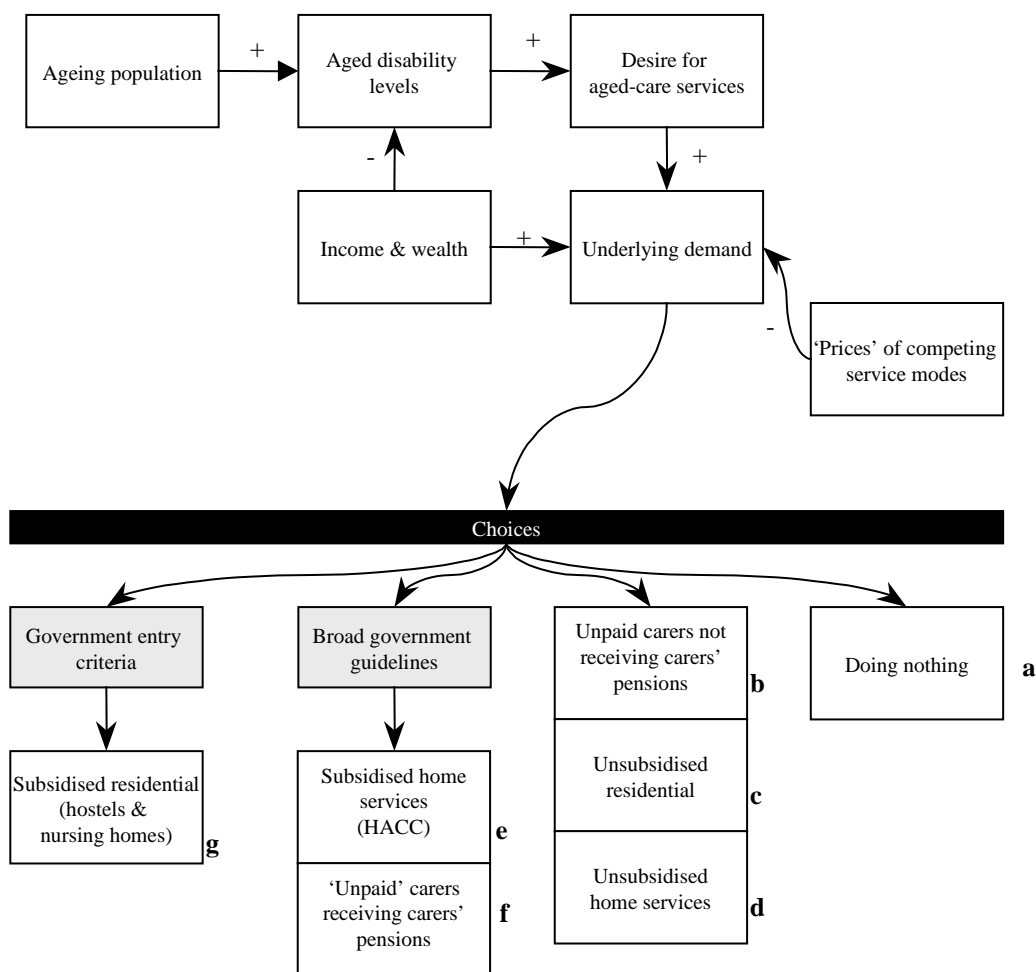 +
+
Ageing population
Aged disability
levels
Desire for
aged-care services
-
+
Income & wealth
+
Underlying demand
-
‘Prices’ of competing
service modes
Choices
Government entry
criteria
Broad government
guidelines
Unpaid carers not
receiving carers’
pensions
b
Doing nothing
a
Subsidised residential
(hostels &
nursing homes)
g
Subsidised home
services
(HACC)
e
Unsubsidised
residential
c
‘Unpaid’ carers
receiving carers’
pensions
f
Unsubsidised
home services
d